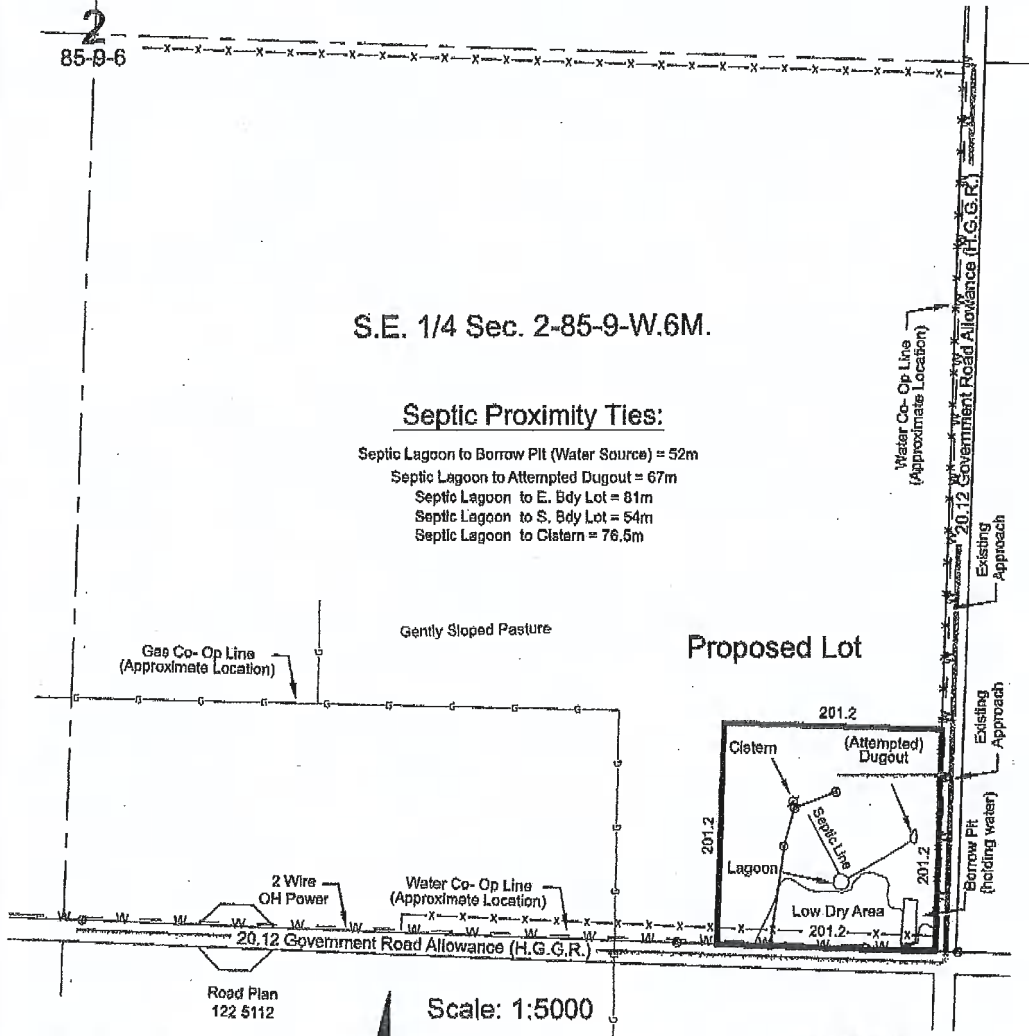 2
85-9-6
S.E. 1/4 Sec. 2-85-9-W.6M.
Septic Proximity Ties:
Septic Lagoon to Borrow Pit (Water Source) = 52m
Septic Lagoon to Attempted Dugout = 67m
Septic Lagoon to E. Bdy Lot = 81m
Septic Lagoon to S. Bdy Lot = 54m
Septic Lagoon to Cistern = 76.5m
Water Co- Op Line
(Approximate Location)
20.12 Government Road Allowance (H.G.G.R.)
Existing
Approach
Gently Sloped Pasture
Gas Co- Op Line
(Approximate Location)
Proposed Lot
201.2
Existing
Approach
Cistern
(Attempted)
Dugout
201.2
Septic Line
Lagoon
201.2
Borrow Pit
(holding water)
Low Dry Area
201.2
2 Wire
OH Power
Water Co- Op Line
(Approximate Location)
20.12 Government Road Allowance (H.G.G.R.)
Road Plan
122 5112
Scale: 1:5000